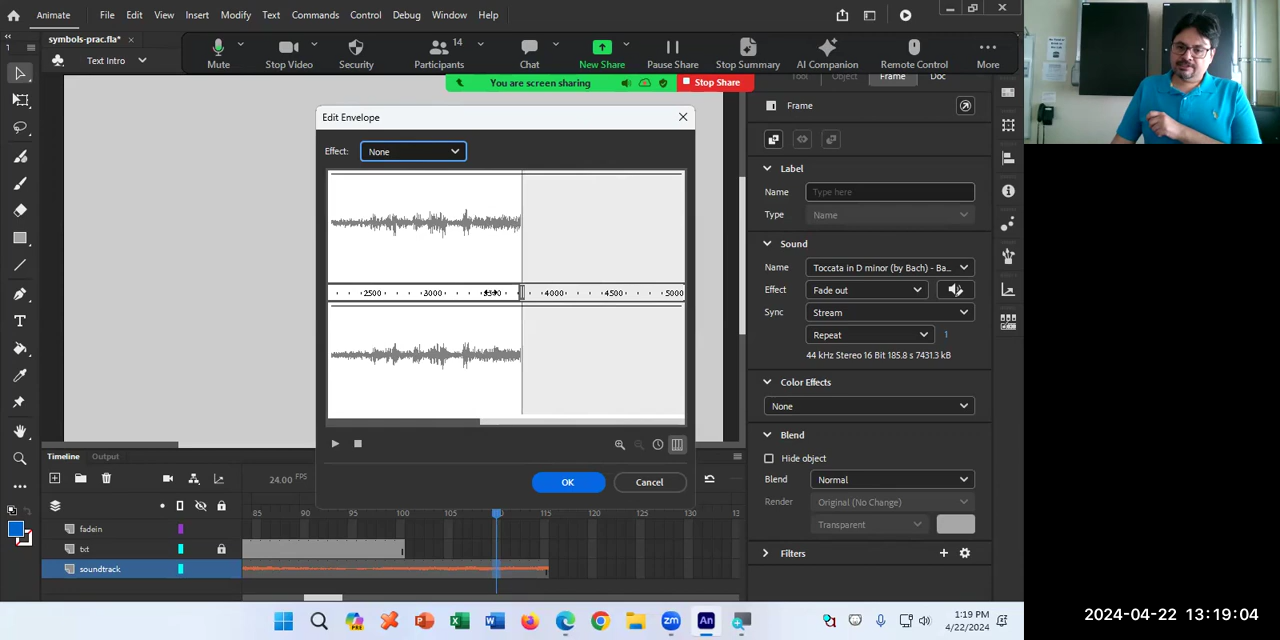 Animate File Edit View Insert Modify Text Commands Control Debug Window Help
symbols-prac.fla*
Text Intro
Mute Stop Video Security Participants 14 Chat New Share Pause Share Stop Summary AI Companion Remote Control More
You are screen sharing Stop Share
Tool Object Frame Doc
Frame
Edit Envelope
Effect: None
2500 3000 4000 4500 5000
OK Cancel
Label
Name Type here
Type Name
Sound
Name Toccata in D minor (by Bach) - Ba...
Effect Fade out
Sync Stream
Repeat 1
44 kHz Stereo 16 Bit 185.8 s 7431.3 kB
Color Effects
None
Blend
Hide object
Blend Normal
Render Original (No Change)
Transparent
Filters
Timeline Output
24.00 FPS
85 90 95 100 105 115 120 125 130
fadein
txt
soundtrack
1:19 PM
4/22/2024
2024-04-22 13:19:04